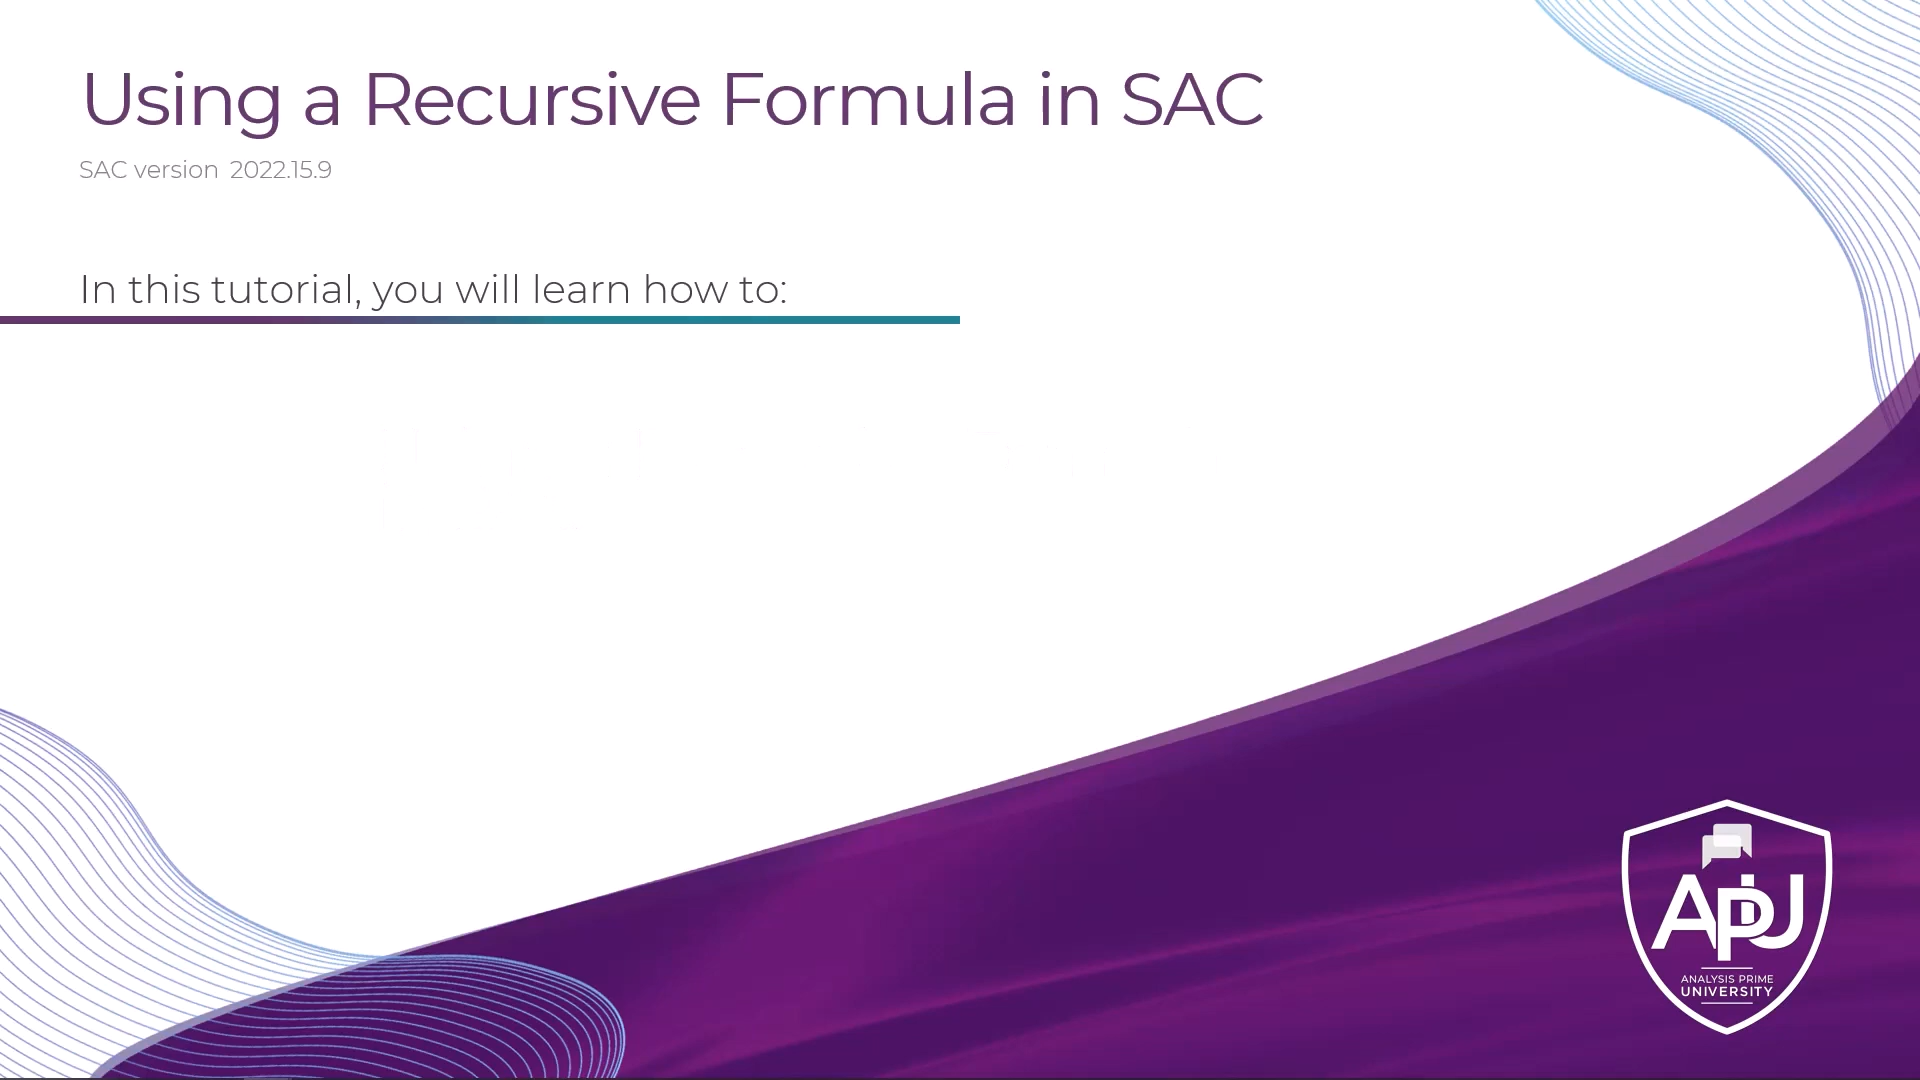 Using a Recursive Formula in SAC
SAC version 2022.15.9
In this tutorial, you will learn how to:
APU
ANALYSIS PRIME
UNIVERSITY